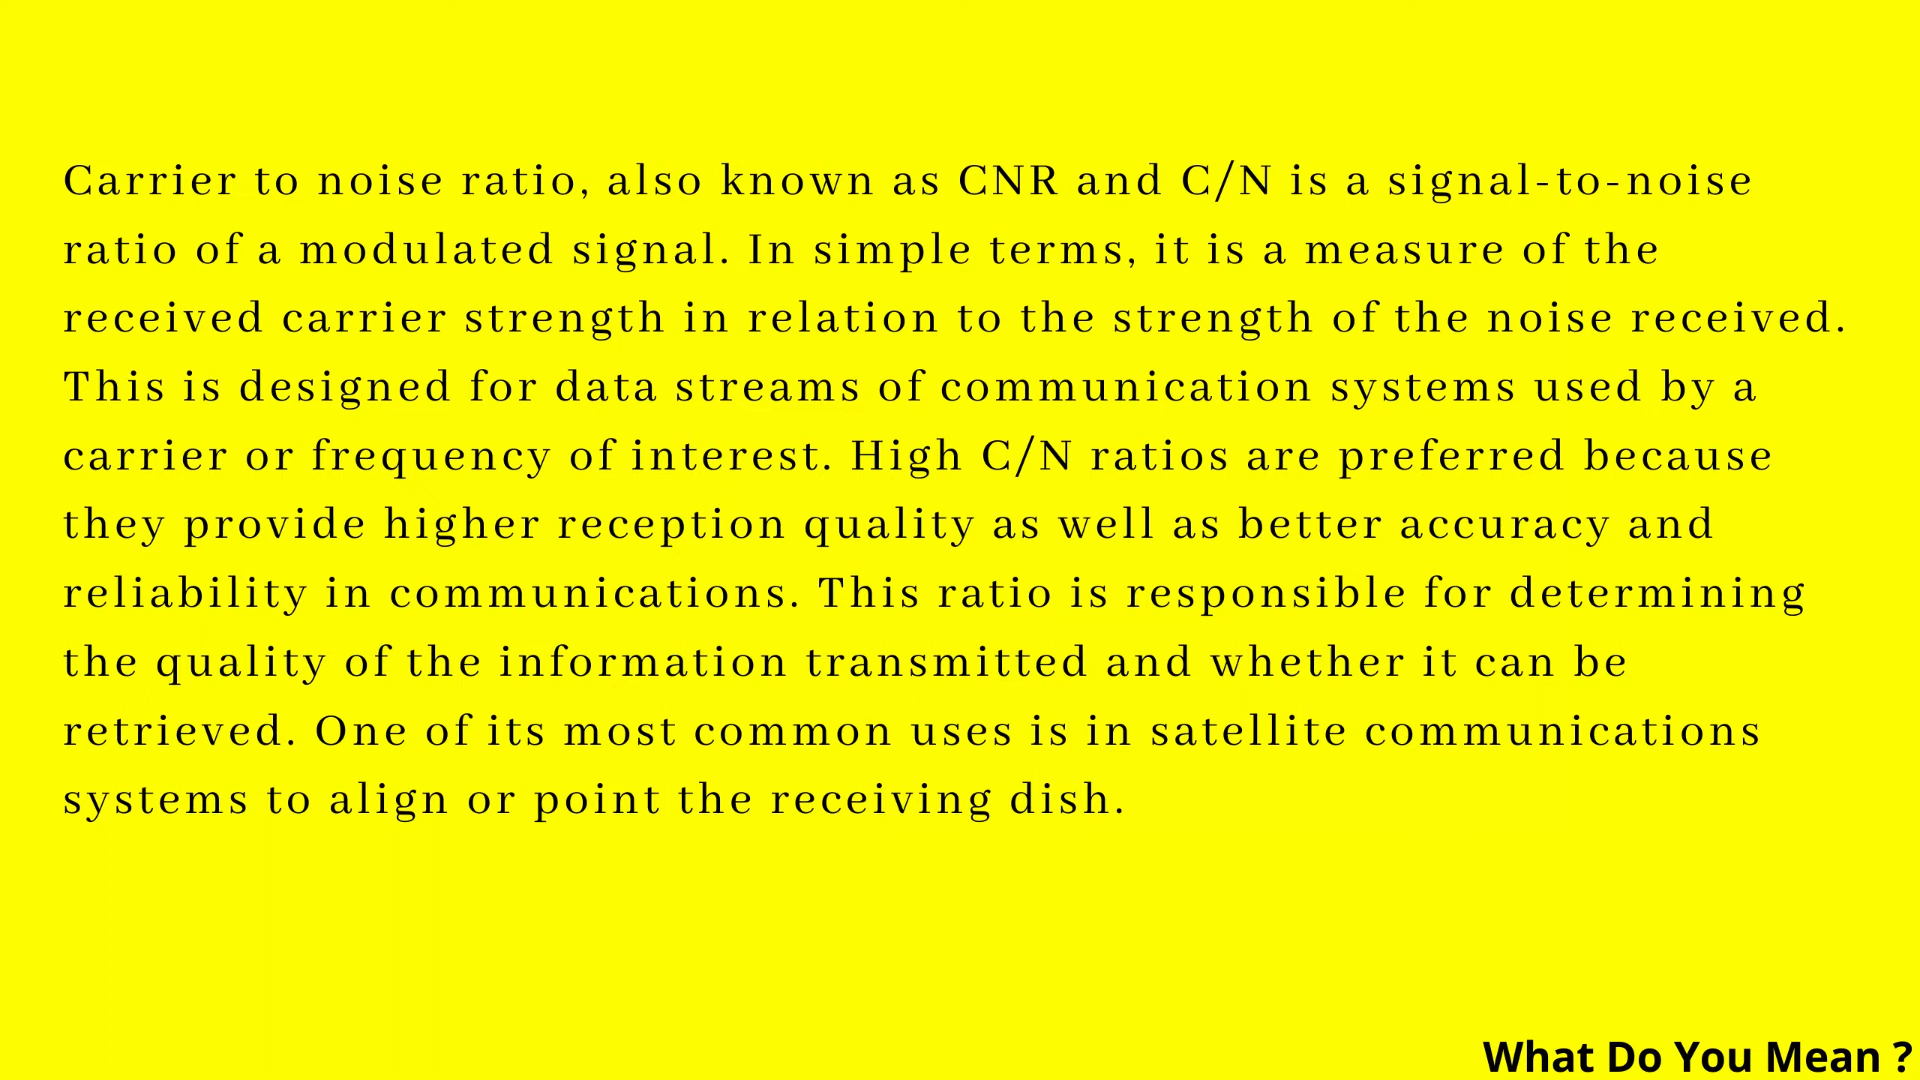 Carrier to noise ratio, also known as CNR and C/N is a signal-to-noise
ratio of a modulated signal. In simple terms, it is a measure of the
received carrier strength in relation to the strength of the noise received.
This is designed for data streams of communication systems used by a
carrier or frequency of interest. High C/N ratios are preferred because
they provide higher reception quality as well as better accuracy and
reliability in communications. This ratio is responsible for determining
the quality of the information transmitted and whether it can be
retrieved. One of its most common uses is in satellite communications
systems to align or point the receiving dish.
What Do You Mean ?